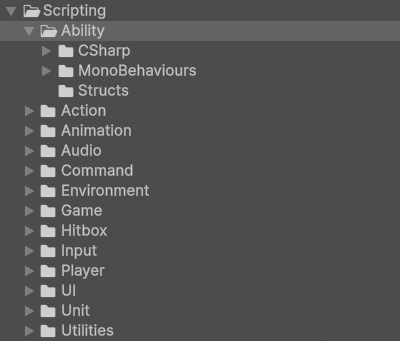 Scripting
Ability
CSharp
MonoBehaviours
Structs
Action
Animation
Audio
Command
Environment
Game
Hitbox
Input
Player
UI
Unit
Utilities